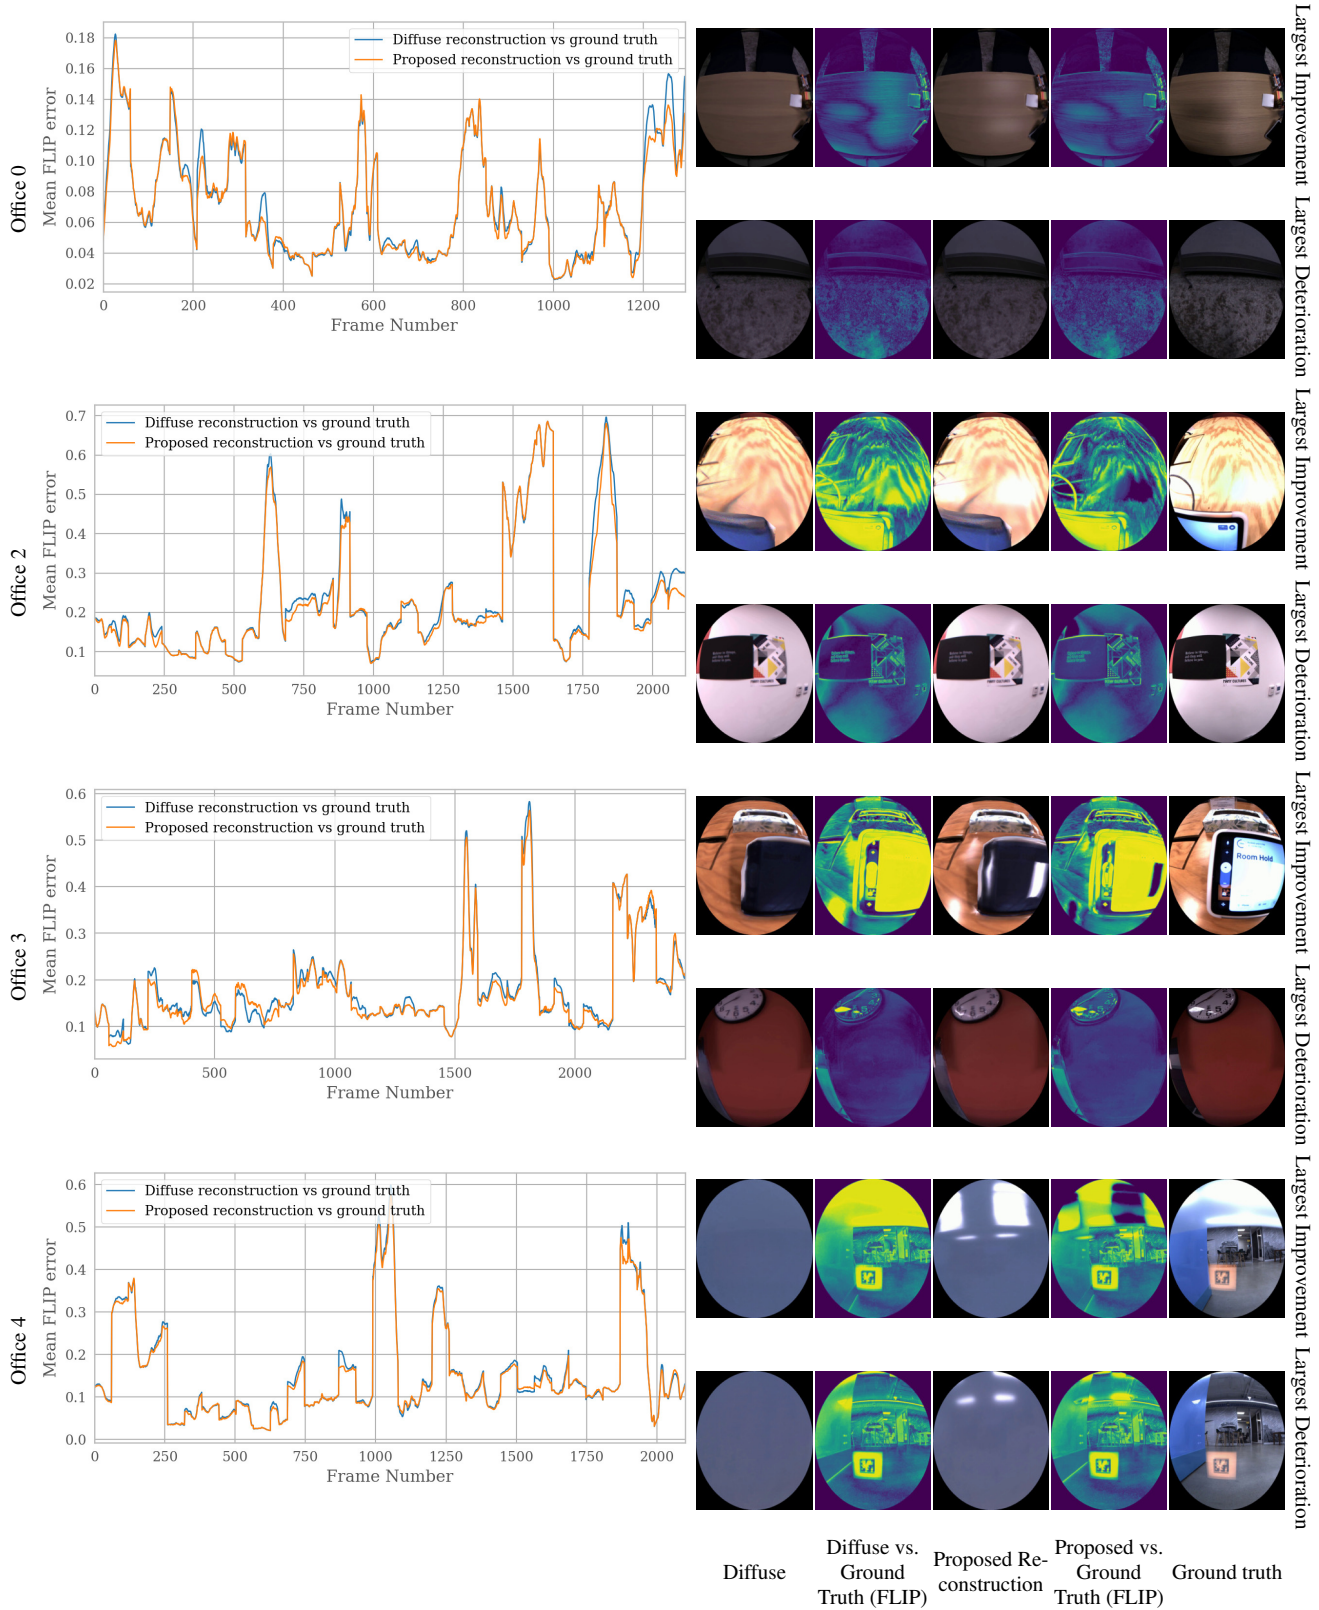 Office 0
Mean FLIP error
0.18
0.16
0.14
0.12
0.10
0.08
0.06
0.04
0.02
Diffuse reconstruction vs ground truth
Proposed reconstruction vs ground truth
0 200 400 600 800 1000 1200
Frame Number
Largest Improvement
Largest Deterioration
Office 2
Mean FLIP error
0.7
0.6
0.5
0.4
0.3
0.2
0.1
Diffuse reconstruction vs ground truth
Proposed reconstruction vs ground truth
0 250 500 750 1000 1250 1500 1750 2000
Frame Number
Largest Improvement
Largest Deterioration
Office 3
Mean FLIP error
0.6
0.5
0.4
0.3
0.2
0.1
Diffuse reconstruction vs ground truth
Proposed reconstruction vs ground truth
0 500 1000 1500 2000
Frame Number
Room Hold
Largest Improvement
Largest Deterioration
Office 4
Mean FLIP error
0.6
0.5
0.4
0.3
0.2
0.1
0.0
Diffuse reconstruction vs ground truth
Proposed reconstruction vs ground truth
0 250 500 750 1000 1250 1500 1750 2000
Frame Number
Largest Improvement
Largest Deterioration
Diffuse
Diffuse vs.
Ground
Truth (FLIP)
Proposed Re-
construction
Proposed vs.
Ground
Truth (FLIP)
Ground truth